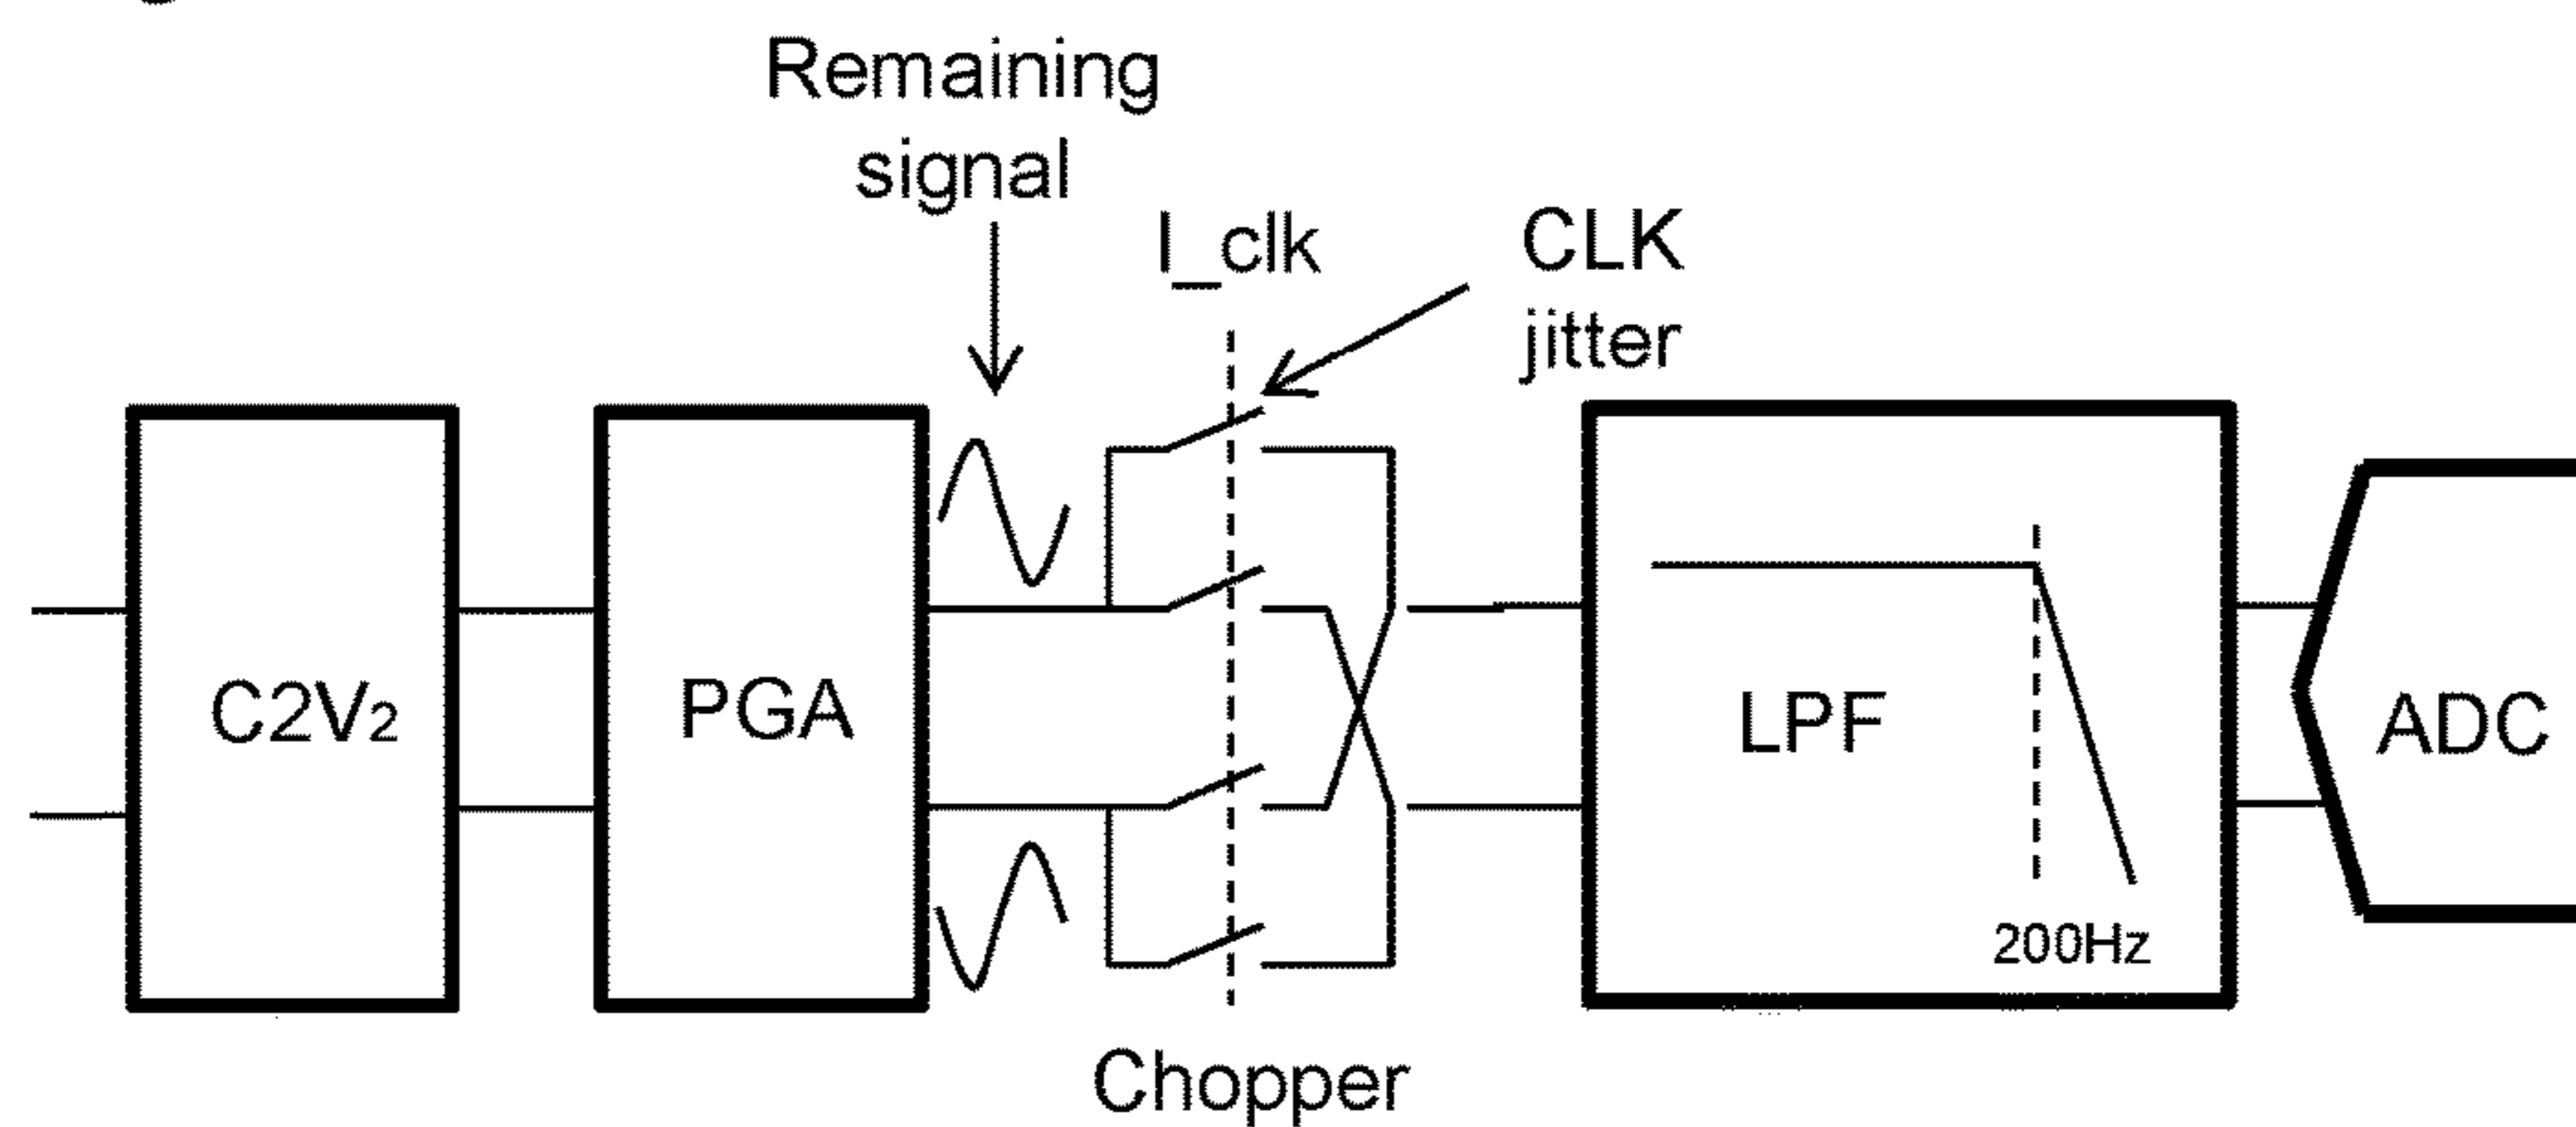 Remaining
signal
I_clk
CLK
jitter
C2V2
PGA
LPF
200Hz
ADC
Chopper